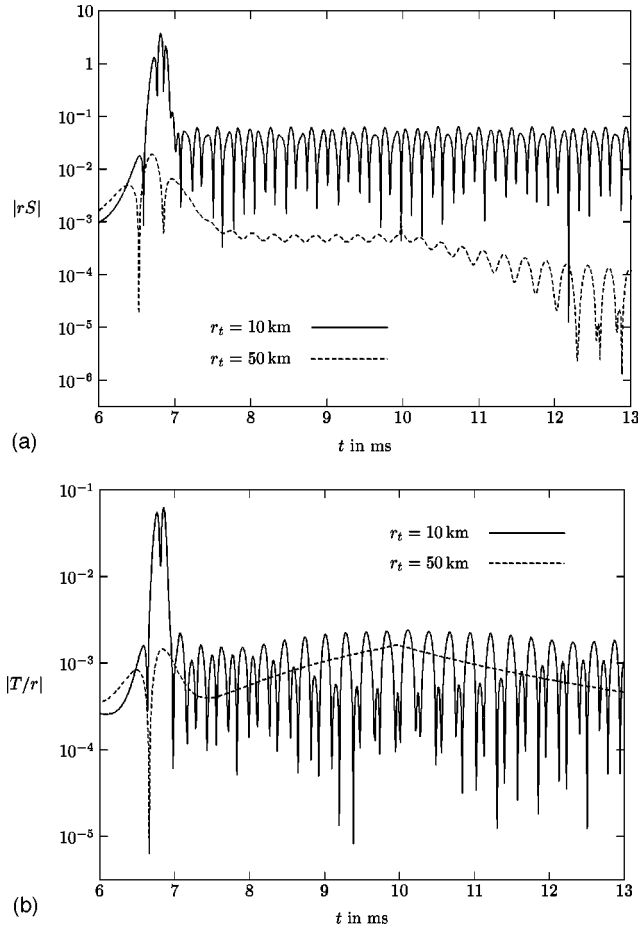 10
1
10⁻¹
10⁻²
|rS|
10⁻³
10⁻⁴
10⁻⁵
10⁻⁶
r_t = 10 km
r_t = 50 km
6 7 8 9 10 11 12 13
(a)
t in ms
10⁻¹
r_t = 10 km
r_t = 50 km
10⁻²
10⁻³
|T/r|
10⁻⁴
10⁻⁵
6 7 8 9 10 11 12 13
(b)
t in ms